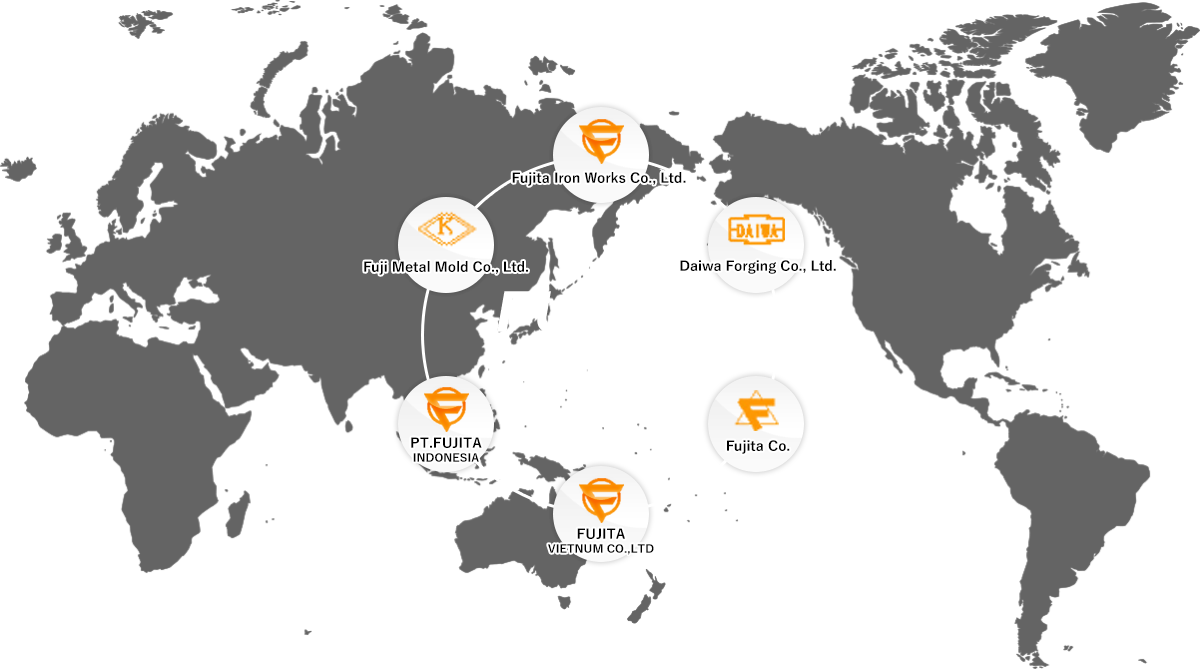 Fujita Iron Works Co., Ltd.
K
Fuji Metal Mold Co., Ltd.
DAIWA
Daiwa Forging Co., Ltd.
PT.FUJITA
INDONESIA
F
Fujita Co.
FUJITA
VIETNUM CO.,LTD